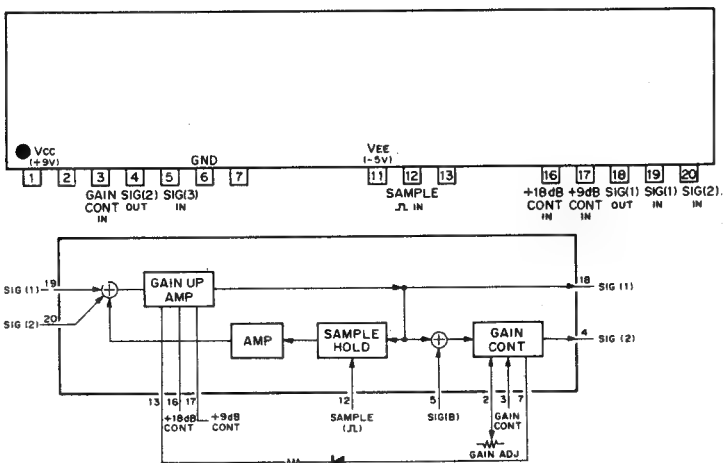 VCC
(+9V)
GND
VEE
(-5V)
1 2 3 4 5 6 7 11 12 13 16 17 18 19 20
GAIN SIG(2) SIG(3) SAMPLE +18dB +9dB SIG(1) SIG(1) SIG(2).
CONT OUT IN ⎍ IN CONT CONT OUT IN IN
IN IN IN
SIG (1) 19
GAIN UP
AMP
18 SIG (1)
SIG (2) 20
AMP
SAMPLE
HOLD
GAIN
CONT
4 SIG (2)
13 16 17 12 5 2 3 7
+18dB
CONT
+9dB
CONT
SAMPLE
(⎍)
SIG(B)
GAIN
CONT
GAIN ADJ